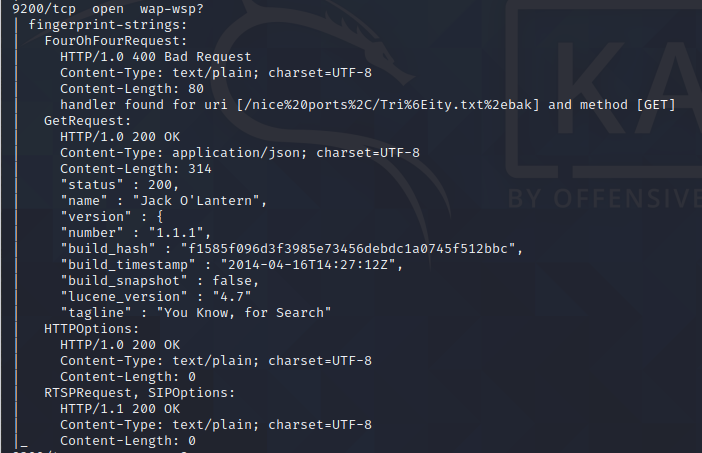 9200/tcp  open  wap-wsp?
| fingerprint-strings:
|   FourOhFourRequest:
|     HTTP/1.0 400 Bad Request
|     Content-Type: text/plain; charset=UTF-8
|     Content-Length: 80
|     handler found for uri [/nice%20ports%2C/Tri%6Eity.txt%2ebak] and method [GET]
|   GetRequest:
|     HTTP/1.0 200 OK
|     Content-Type: application/json; charset=UTF-8
|     Content-Length: 314
|     "status" : 200,
|     "name" : "Jack O'Lantern",
|     "version" : {
|     "number" : "1.1.1",
|     "build_hash" : "f1585f096d3f3985e73456debdc1a0745f512bbc",
|     "build_timestamp" : "2014-04-16T14:27:12Z",
|     "build_snapshot" : false,
|     "lucene_version" : "4.7"
|     "tagline" : "You Know, for Search"
|   HTTPOptions:
|     HTTP/1.0 200 OK
|     Content-Type: text/plain; charset=UTF-8
|     Content-Length: 0
|   RTSPRequest, SIPOptions:
|     HTTP/1.1 200 OK
|     Content-Type: text/plain; charset=UTF-8
|_    Content-Length: 0
KA
BY OFFENSIVE